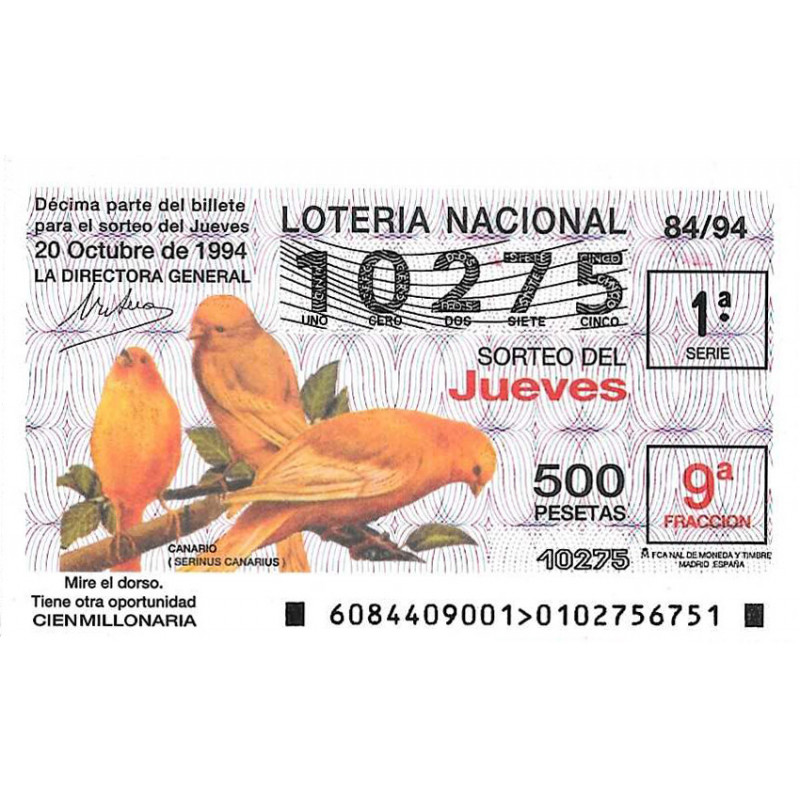 Décima parte del billete
para el sorteo del Jueves
20 Octubre de 1994
LA DIRECTORA GENERAL
LOTERIA NACIONAL
84/94
10275
UNO CERO DOS SIETE CINCO
1.ª
SERIE
SORTEO DEL
Jueves
500
PESETAS
9ª
FRACCION
CANARIO
(SERINUS CANARIUS)
10275
F.CA NAL. DE MONEDA Y TIMBRE
MADRID. ESPAÑA
Mire el dorso.
Tiene otra oportunidad
CIENMILLONARIA
6084409001>0102756751